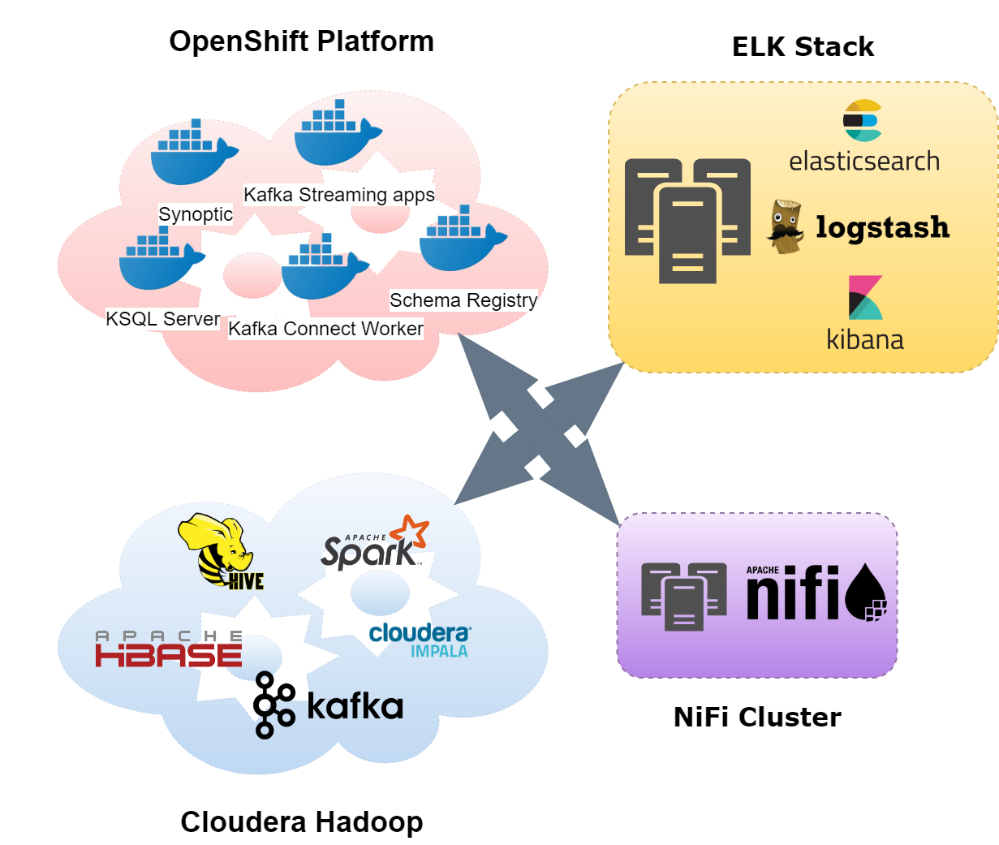 OpenShift Platform
ELK Stack
elasticsearch
Kafka Streaming apps
Synoptic
logstash
Schema Registry
KSQL Server
Kafka Connect Worker
kibana
HIVE
APACHE
Spark™
APACHE
HBASE
cloudera®
IMPALA
kafka
APACHE
nifi
NiFi Cluster
Cloudera Hadoop